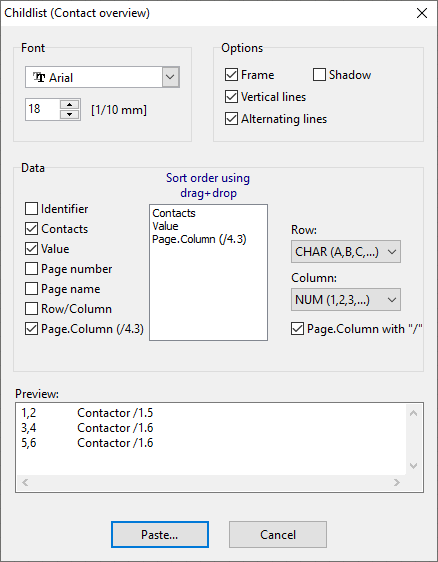 Childlist (Contact overview)
Font
Arial
18 [1/10 mm]
Options
Frame Shadow
Vertical lines
Alternating lines
Data
Identifier
Contacts
Value
Page number
Page name
Row/Column
Page.Column (/4.3)
Sort order using
drag+drop
Contacts
Value
Page.Column (/4.3)
Row:
CHAR (A,B,C,...)
Column:
NUM (1,2,3,...)
Page.Column with "/"
Preview:
1,2 Contactor /1.5
3,4 Contactor /1.6
5,6 Contactor /1.6
Paste... Cancel